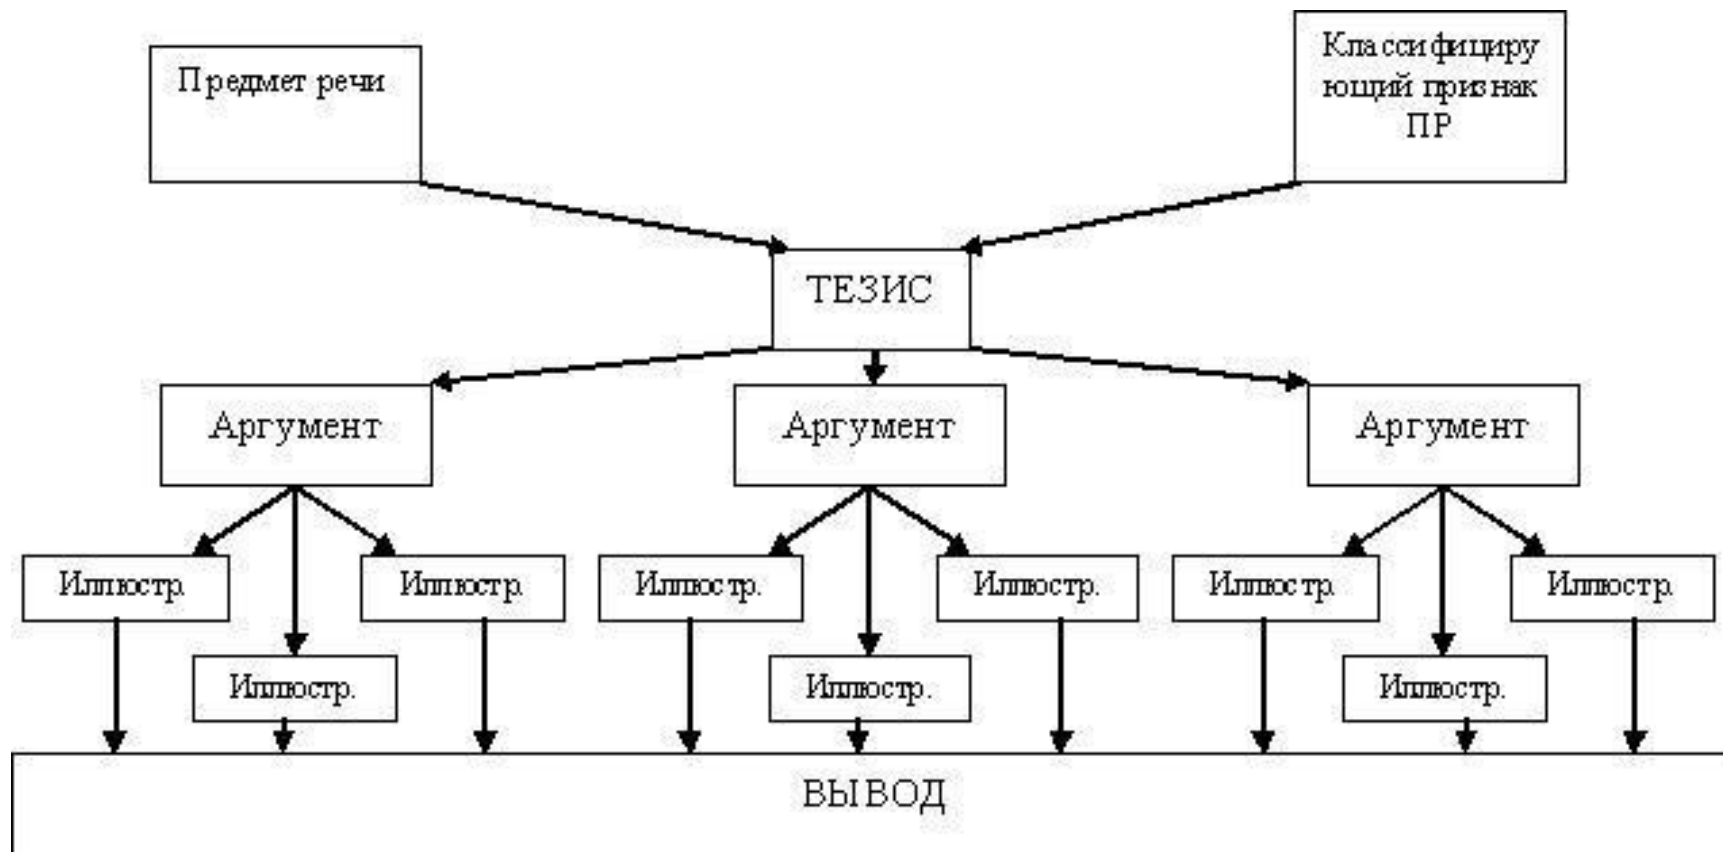 Предмет речи
Классифициру
ющий признак
ПР
ТЕЗИС
Аргумент
Аргумент
Аргумент
Иллюстр.
Иллюстр.
Иллюстр.
Иллюстр.
Иллюстр.
Иллюстр.
Иллюстр.
Иллюстр.
Иллюстр.
ВЫВОД